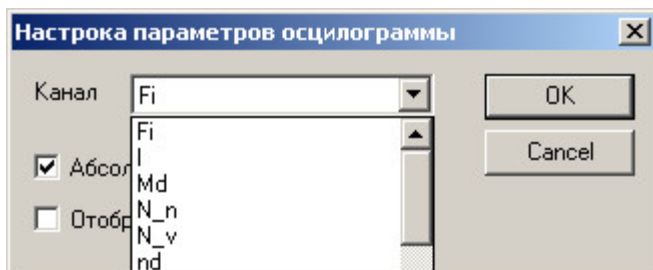 Настрока параметров осцилограммы
Канал Fi OK
Fi
I Cancel
Md
N_n
N_v
nd